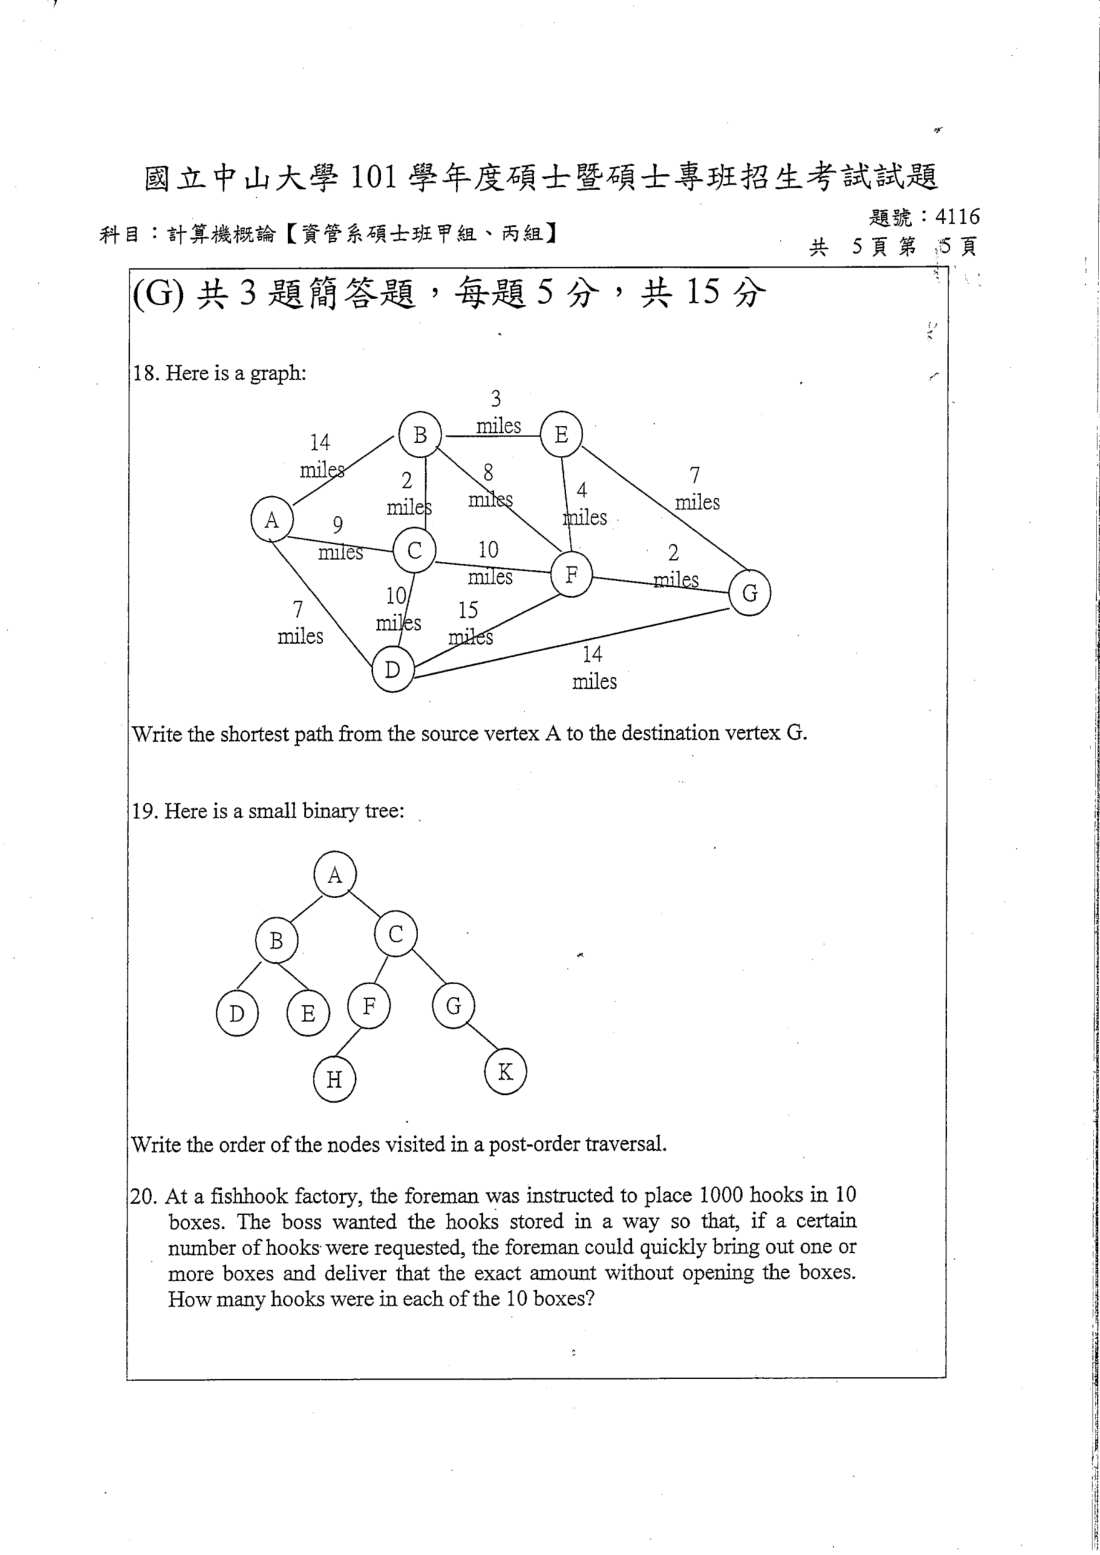 國立中山大學 101 學年度碩士暨碩士專班招生考試試題
科目：計算機概論【資管系碩士班甲組、丙組】
題號：4116
共 5 頁 第 5 頁
(G) 共 3 題簡答題，每題 5 分，共 15 分
18. Here is a graph:
3
miles
B
E
14
miles
2
miles
8
miles
4
miles
7
miles
A
9
miles
C
10
miles
F
2
miles
G
7
miles
10
miles
15
miles
D
14
miles
Write the shortest path from the source vertex A to the destination vertex G.
19. Here is a small binary tree:
A
B
C
D
E
F
G
H
K
Write the order of the nodes visited in a post-order traversal.
20. At a fishhook factory, the foreman was instructed to place 1000 hooks in 10
boxes. The boss wanted the hooks stored in a way so that, if a certain
number of hooks were requested, the foreman could quickly bring out one or
more boxes and deliver that the exact amount without opening the boxes.
How many hooks were in each of the 10 boxes?